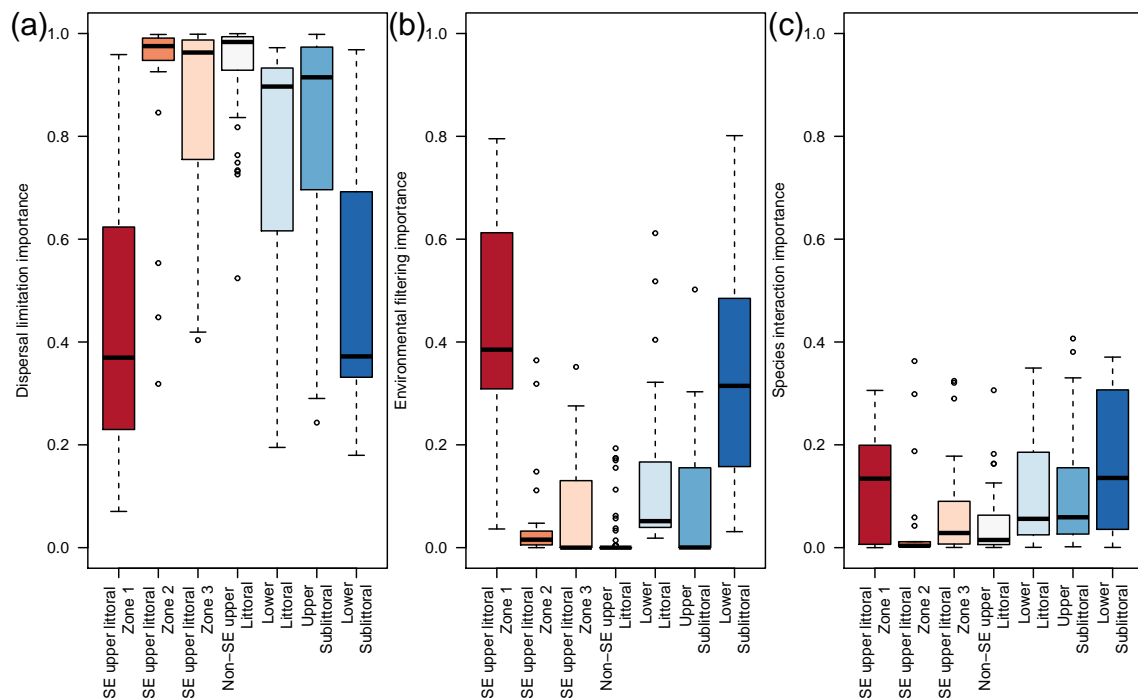 (a)
Dispersal limitation importance
1.0
0.8
0.6
0.4
0.2
0.0
SE upper littoral
Zone 1
SE upper littoral
Zone 2
SE upper littoral
Zone 3
Non−SE upper
Littoral
Lower
Littoral
Upper
Sublittoral
Lower
Sublittoral
(b)
Environmental filtering importance
1.0
0.8
0.6
0.4
0.2
0.0
SE upper littoral
Zone 1
SE upper littoral
Zone 2
SE upper littoral
Zone 3
Non−SE upper
Littoral
Lower
Littoral
Upper
Sublittoral
Lower
Sublittoral
(c)
Species interaction importance
1.0
0.8
0.6
0.4
0.2
0.0
SE upper littoral
Zone 1
SE upper littoral
Zone 2
SE upper littoral
Zone 3
Non−SE upper
Littoral
Lower
Littoral
Upper
Sublittoral
Lower
Sublittoral